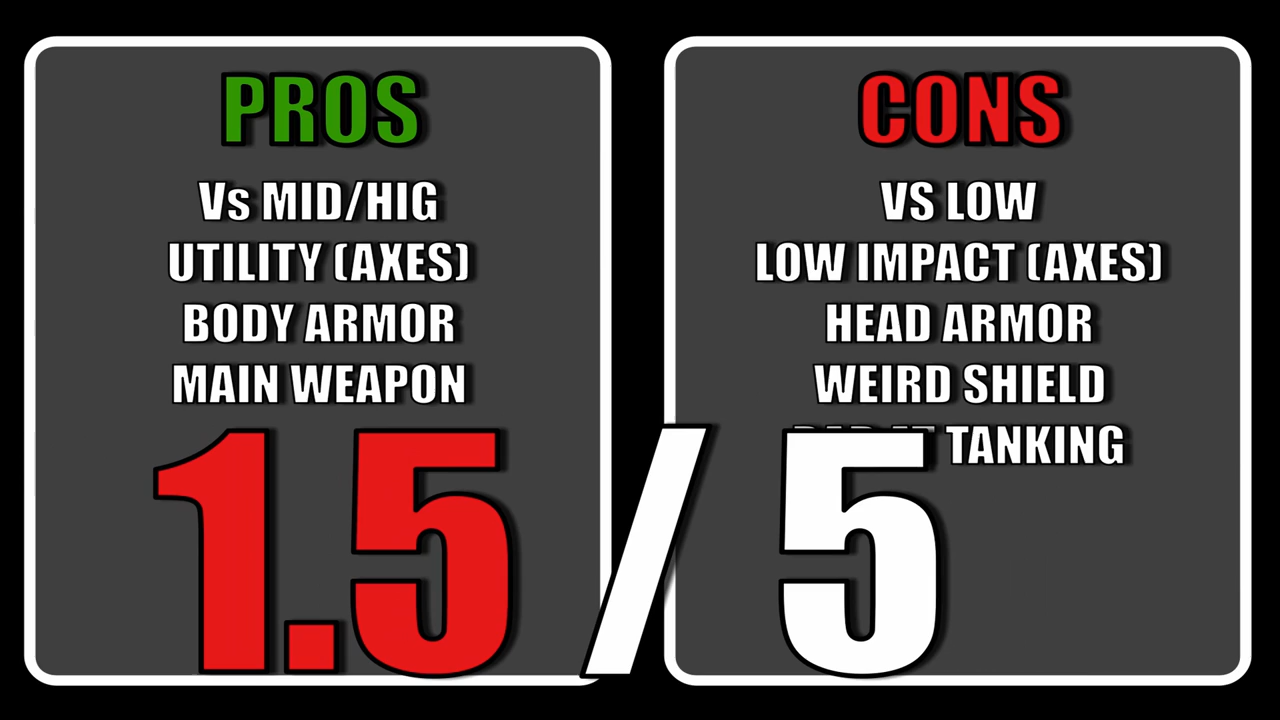 PROS
Vs MID/HIG
UTILITY (AXES)
BODY ARMOR
MAIN WEAPON
CONS
VS LOW
LOW IMPACT (AXES)
HEAD ARMOR
WEIRD SHIELD
TANKING
1.5/5